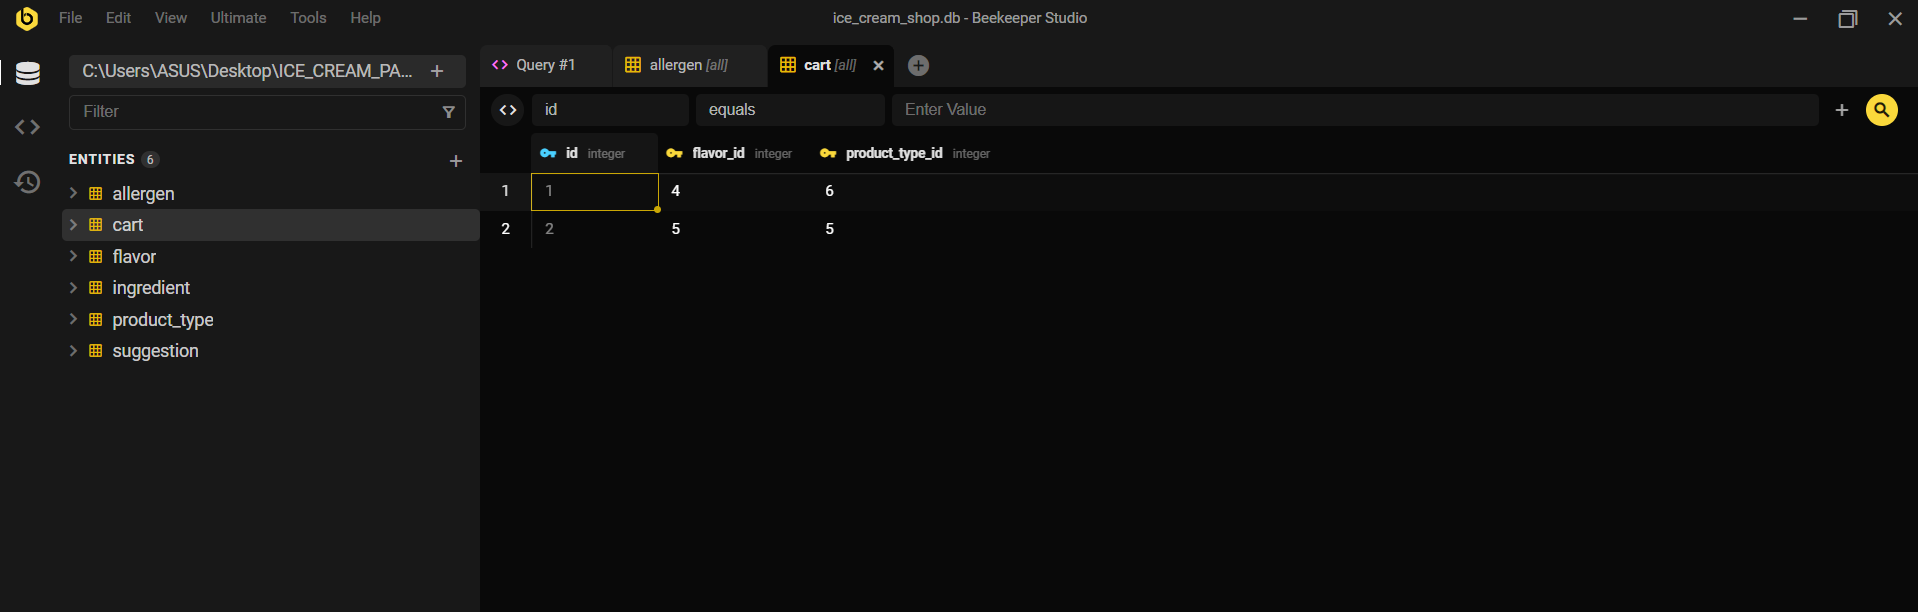 File Edit View Ultimate Tools Help
ice_cream_shop.db - Beekeeper Studio
C:\Users\ASUS\Desktop\ICE_CREAM_PA... +
Filter
ENTITIES 6 +
allergen
cart
flavor
ingredient
product_type
suggestion
Query #1 allergen [all] cart [all]
id equals Enter Value
id integer flavor_id integer product_type_id integer
1 1 4 6
2 2 5 5